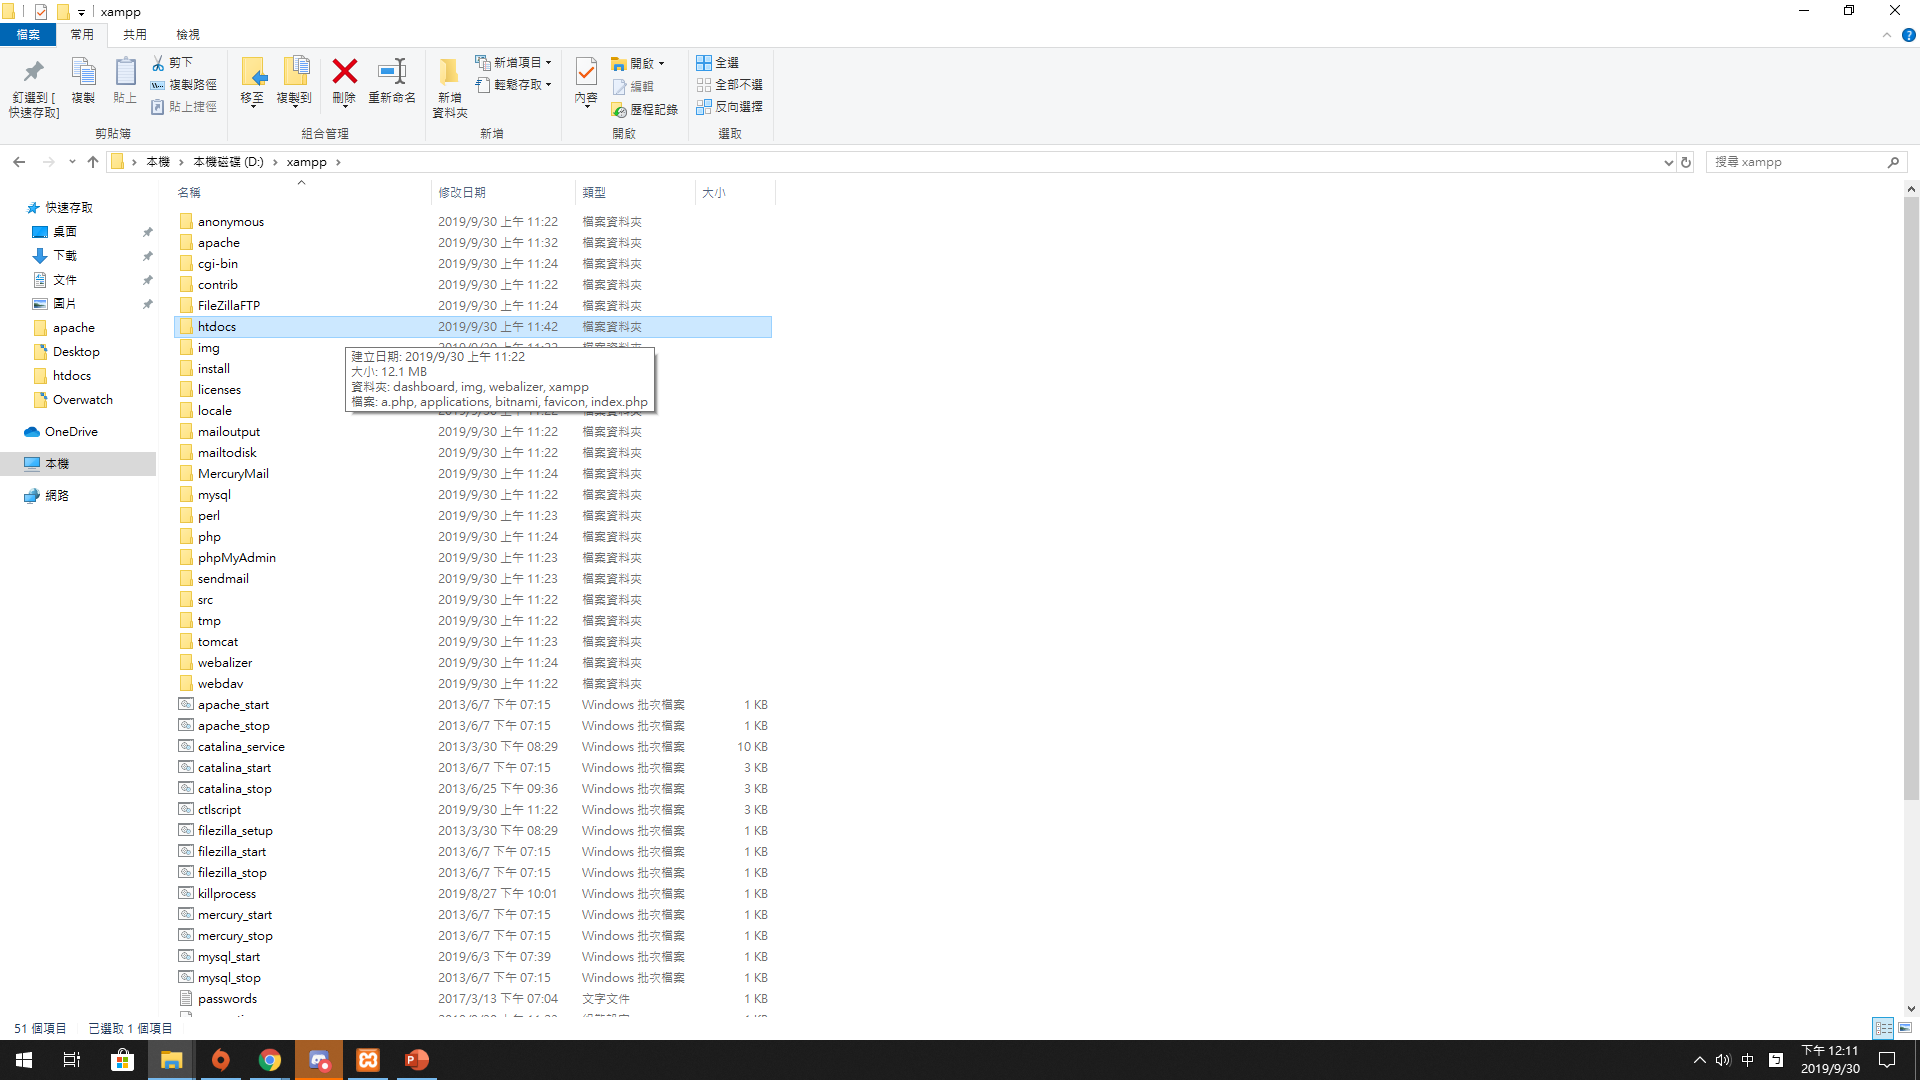 xampp
檔案
常用
共用
檢視
釘選到 [
快速存取]
複製
貼上
剪下
複製路徑
貼上捷徑
剪貼簿
移至
複製到
刪除
重新命名
組合管理
新增
資料夾
新增項目
輕鬆存取
新增
內容
開啟
編輯
歷程記錄
開啟
全選
全部不選
反向選擇
選取
本機 › 本機磁碟 (D:) › xampp ›
搜尋 xampp
快速存取
桌面
下載
文件
圖片
apache
Desktop
htdocs
Overwatch
OneDrive
本機
網路
名稱 修改日期 類型 大小
anonymous 2019/9/30 上午 11:22 檔案資料夾
apache 2019/9/30 上午 11:32 檔案資料夾
cgi-bin 2019/9/30 上午 11:24 檔案資料夾
contrib 2019/9/30 上午 11:22 檔案資料夾
FileZillaFTP 2019/9/30 上午 11:24 檔案資料夾
htdocs 2019/9/30 上午 11:42 檔案資料夾
img
install
licenses
locale
建立日期: 2019/9/30 上午 11:22
大小: 12.1 MB
資料夾: dashboard, img, webalizer, xampp
檔案: a.php, applications, bitnami, favicon, index.php
mailoutput 2019/9/30 上午 11:22 檔案資料夾
mailtodisk 2019/9/30 上午 11:22 檔案資料夾
MercuryMail 2019/9/30 上午 11:24 檔案資料夾
mysql 2019/9/30 上午 11:22 檔案資料夾
perl 2019/9/30 上午 11:23 檔案資料夾
php 2019/9/30 上午 11:24 檔案資料夾
phpMyAdmin 2019/9/30 上午 11:23 檔案資料夾
sendmail 2019/9/30 上午 11:23 檔案資料夾
src 2019/9/30 上午 11:22 檔案資料夾
tmp 2019/9/30 上午 11:22 檔案資料夾
tomcat 2019/9/30 上午 11:23 檔案資料夾
webalizer 2019/9/30 上午 11:24 檔案資料夾
webdav 2019/9/30 上午 11:22 檔案資料夾
apache_start 2013/6/7 下午 07:15 Windows 批次檔案 1 KB
apache_stop 2013/6/7 下午 07:15 Windows 批次檔案 1 KB
catalina_service 2013/3/30 下午 08:29 Windows 批次檔案 10 KB
catalina_start 2013/6/7 下午 07:15 Windows 批次檔案 3 KB
catalina_stop 2013/6/25 下午 09:36 Windows 批次檔案 3 KB
ctlscript 2019/9/30 上午 11:22 Windows 批次檔案 3 KB
filezilla_setup 2013/3/30 下午 08:29 Windows 批次檔案 1 KB
filezilla_start 2013/6/7 下午 07:15 Windows 批次檔案 1 KB
filezilla_stop 2013/6/7 下午 07:15 Windows 批次檔案 1 KB
killprocess 2019/8/27 下午 10:01 Windows 批次檔案 1 KB
mercury_start 2013/6/7 下午 07:15 Windows 批次檔案 1 KB
mercury_stop 2013/6/7 下午 07:15 Windows 批次檔案 1 KB
mysql_start 2019/6/3 下午 07:39 Windows 批次檔案 1 KB
mysql_stop 2013/6/7 下午 07:15 Windows 批次檔案 1 KB
passwords 2017/3/13 下午 07:04 文字文件 1 KB
51 個項目 已選取 1 個項目
中
下午 12:11
2019/9/30